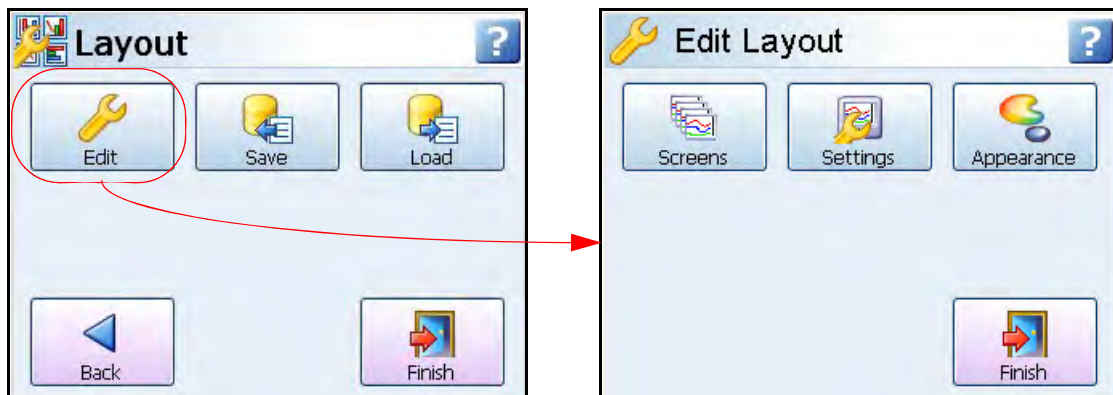 Layout
?
Edit
Save
Load
Back
Finish
Edit Layout
?
Screens
Settings
Appearance
Finish